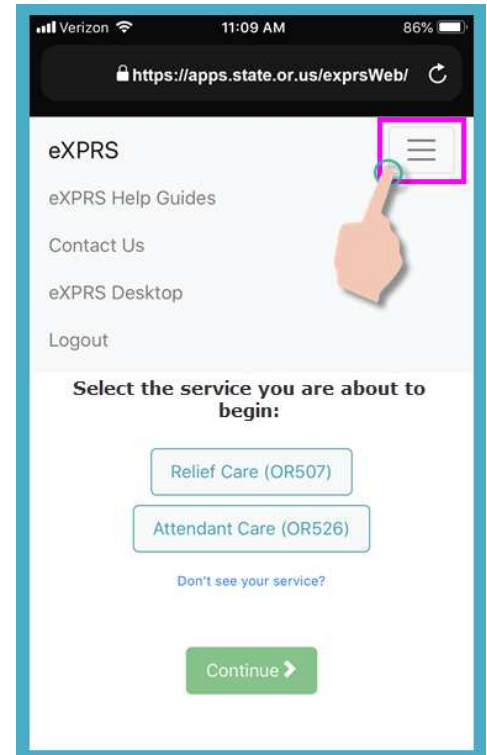 Verizon 11:09 AM 86%
https://apps.state.or.us/exprsWeb/
eXPRS
eXPRS Help Guides
Contact Us
eXPRS Desktop
Logout
Select the service you are about to
begin:
Relief Care (OR507)
Attendant Care (OR526)
Don't see your service?
Continue